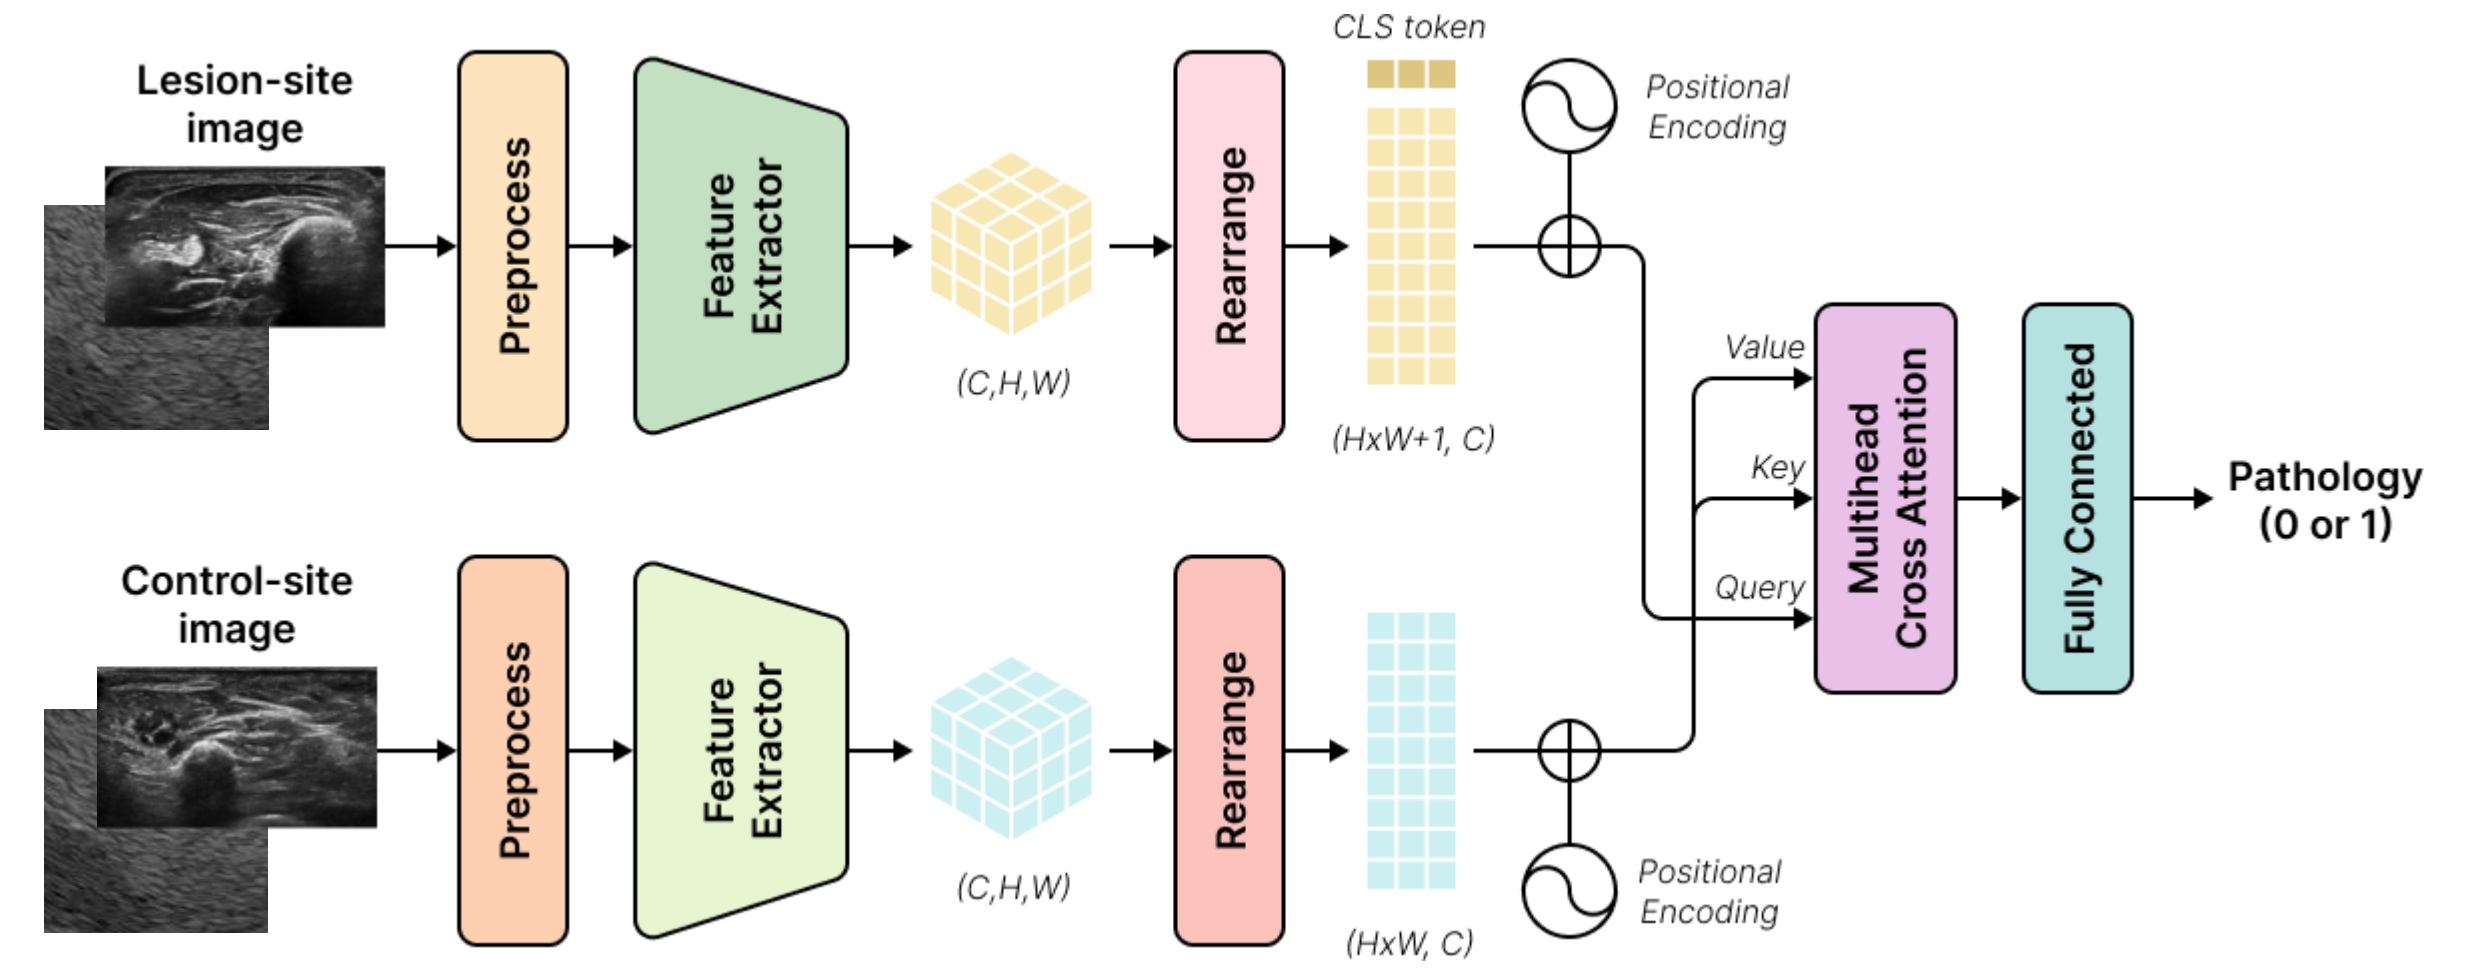 Lesion-site
image
Preprocess
Feature
Extractor
(C,H,W)
Rearrange
CLS token
(HxW+1, C)
Positional
Encoding
Control-site
image
Preprocess
Feature
Extractor
(C,H,W)
Rearrange
(HxW, C)
Positional
Encoding
Value
Key
Query
Multihead
Cross Attention
Fully Connected
Pathology
(0 or 1)